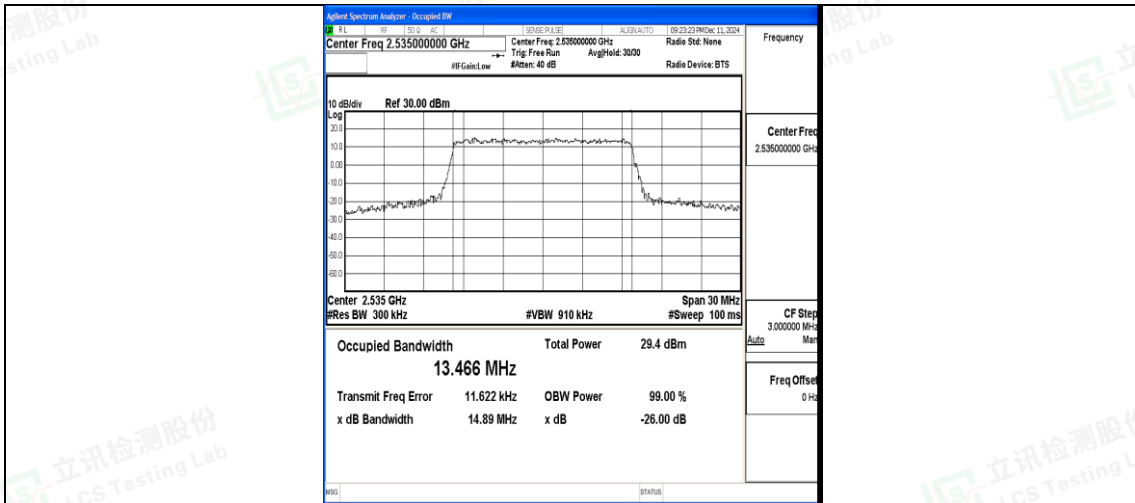 Agilent Spectrum Analyzer - Occupied BW
RL RF 50 Ω AC SENSE:PULSE ALIGN AUTO 09:23:23 PM Dec 11, 2024
Center Freq 2.535000000 GHz
Center Freq: 2.535000000 GHz Radio Std: None
Trig: Free Run Avg|Hold: 30/30
#IFGain:Low #Atten: 40 dB Radio Device: BTS
Frequency
10 dB/div Ref 30.00 dBm
Log
20.0
10.0
0.00
-10.0
-20.0
-30.0
-40.0
-50.0
-60.0
Center Freq
2.535000000 GHz
Center 2.535 GHz Span 30 MHz
#Res BW 300 kHz #VBW 910 kHz #Sweep 100 ms
CF Step
3.000000 MHz
Auto Man
Occupied Bandwidth Total Power 29.4 dBm
13.466 MHz
Transmit Freq Error 11.622 kHz OBW Power 99.00 %
x dB Bandwidth 14.89 MHz x dB -26.00 dB
Freq Offset
0 Hz
MSG STATUS
立讯检测股份
LCS Testing Lab
立讯检测股份
LCS Testing L